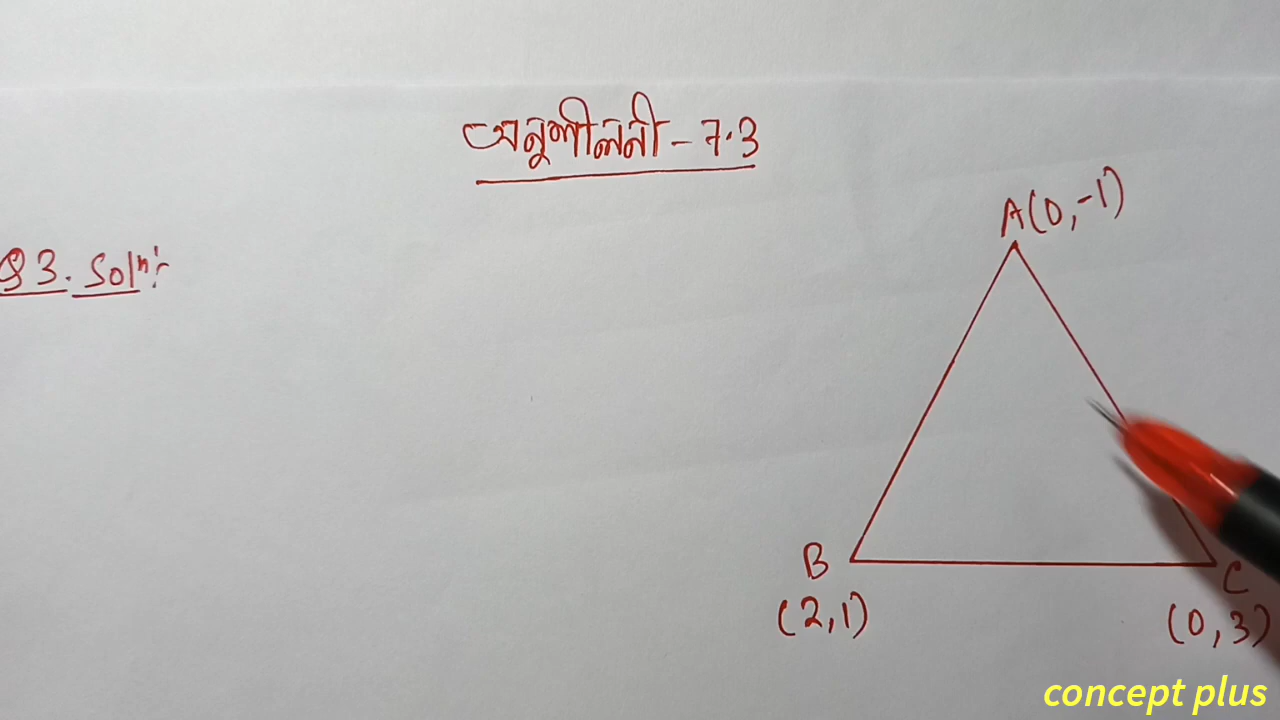 অনুশীলনী - 7.3
Q 3. Solⁿ:-
A(0,-1)
B
C
(2,1)
(0,3)
concept plus